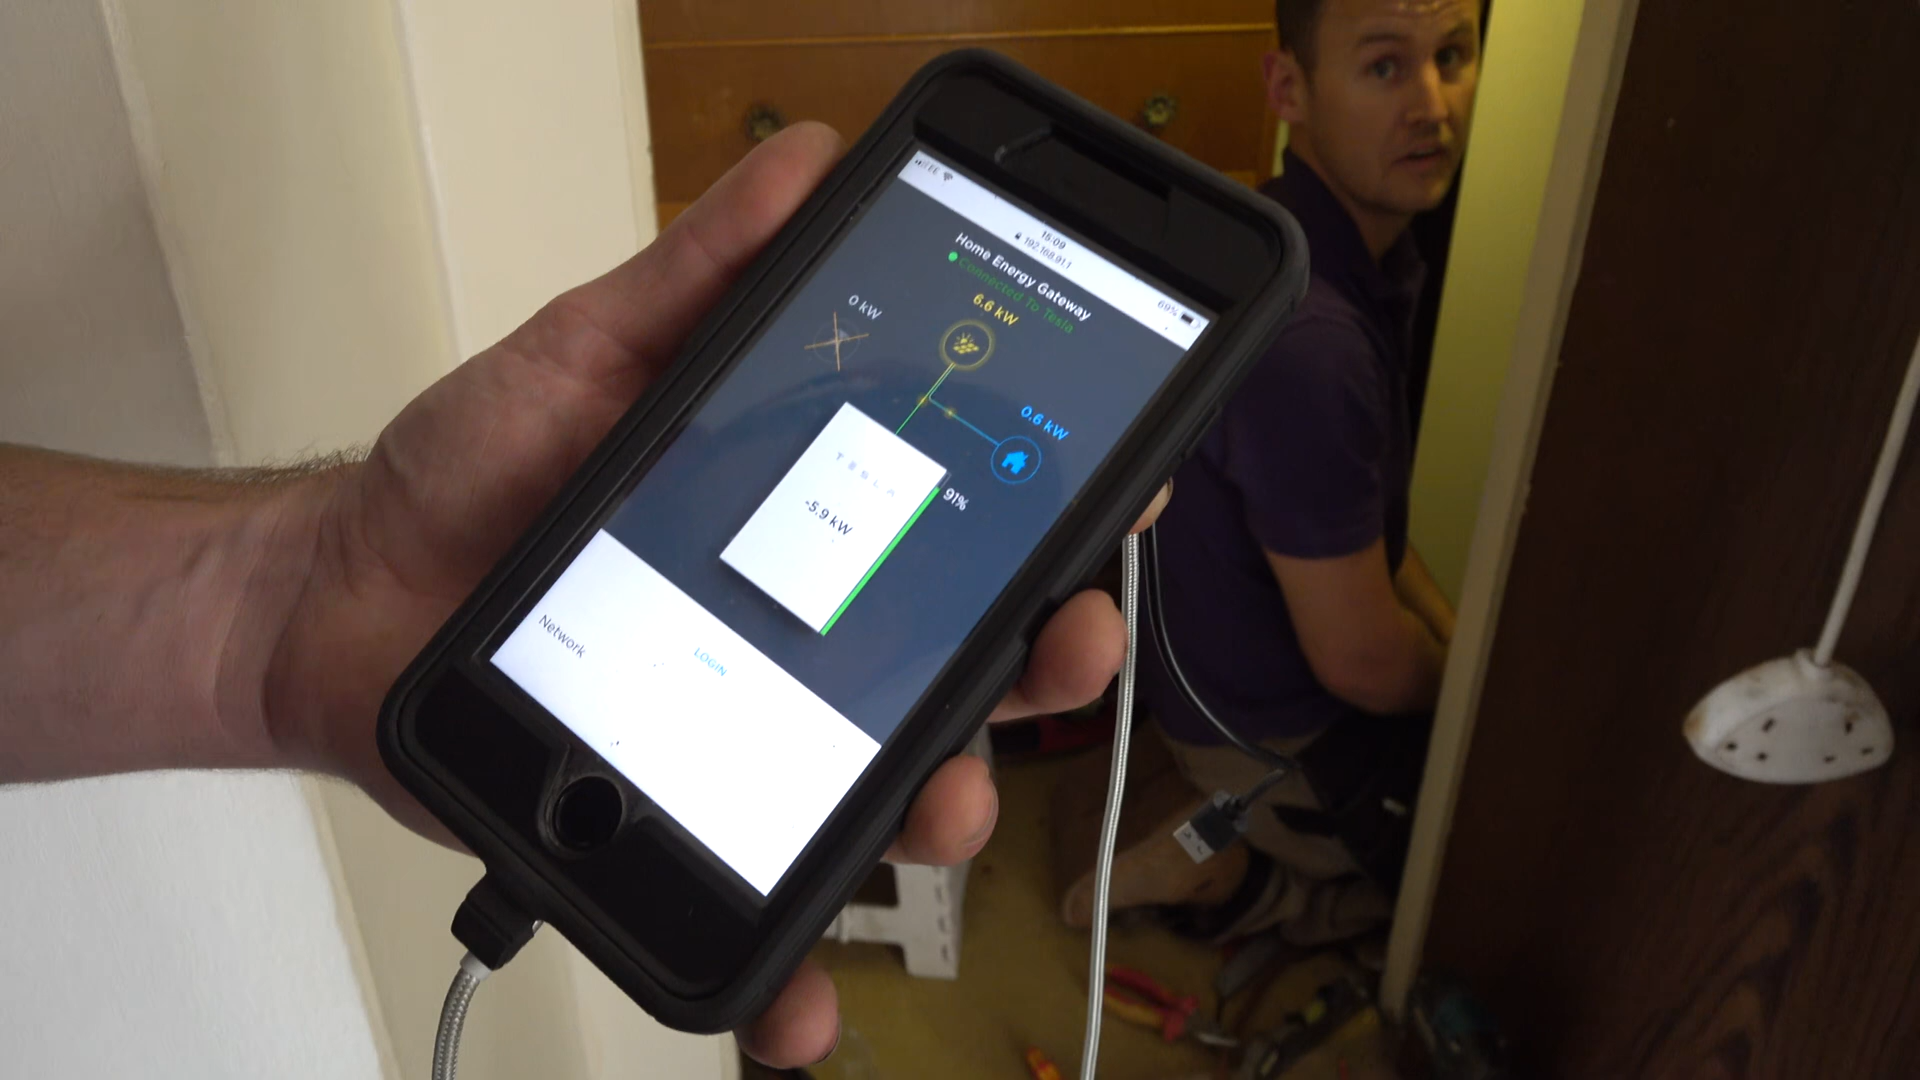 EE
15:09
69%
192.168.91.1
Home Energy Gateway
Connected To Tesla
6.6 kW
0 kW
0.6 kW
TESLA
91%
-5.9 kW
Network
LOGIN